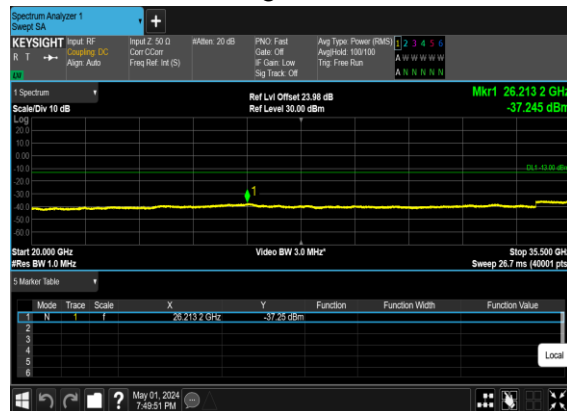 Spectrum Analyzer 1
Swept SA
+
KEYSIGHT Input: RF Input Z: 50 Ω #Atten: 20 dB PNO: Fast Avg Type: Power (RMS) 1 2 3 4 5 6
R T Coupling: DC Corr CCorr Gate: Off Avg|Hold: 100/100 A W W W W W
Align: Auto Freq Ref: Int (S) IF Gain: Low Trig: Free Run
Sig Track: Off A N N N N N
LXI
1 Spectrum Ref Lvl Offset 23.98 dB Mkr1 26.213 2 GHz
Scale/Div 10 dB Ref Level 30.00 dBm -37.245 dBm
Log
20.0
10.0
0.00
-10.0 DL1 -13.00 dBm
-20.0
-30.0 1
-40.0
-50.0
-60.0
Start 20.000 GHz Video BW 3.0 MHz* Stop 35.500 GHz
#Res BW 1.0 MHz Sweep 26.7 ms (40001 pts
5 Marker Table
Mode Trace Scale X Y Function Function Width Function Value
1 N 1 f 26.213 2 GHz -37.25 dBm
2
3
4
5
6
Local
? May 01, 2024
7:49:51 PM